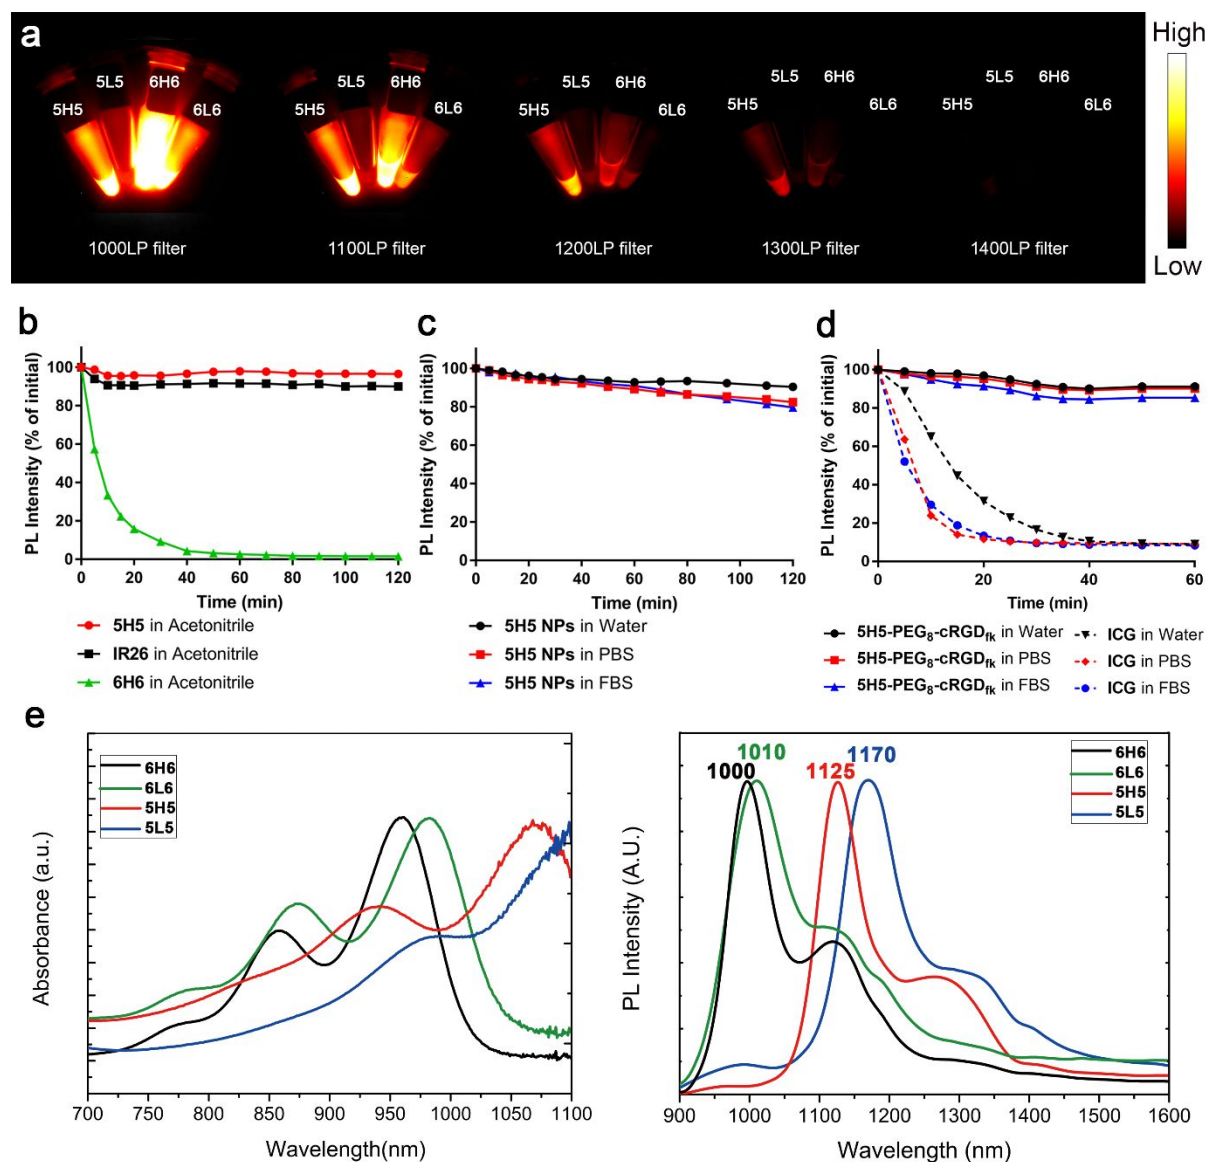 a
High
5L5
6H6
5H5
6L6
1000LP filter
5L5
6H6
5H5
6L6
1100LP filter
5L5
6H6
5H5
6L6
1200LP filter
5L5
6H6
5H5
6L6
1300LP filter
5L5
6H6
5H5
6L6
1400LP filter
Low
b
PL Intensity (% of initial)
100
80
60
40
20
0
0 20 40 60 80 100 120
Time (min)
5H5 in Acetonitrile
IR26 in Acetonitrile
6H6 in Acetonitrile
c
PL Intensity (% of initial)
100
80
60
40
20
0
0 20 40 60 80 100 120
Time (min)
5H5 NPs in Water
5H5 NPs in PBS
5H5 NPs in FBS
d
PL Intensity (% of initial)
100
80
60
40
20
0
0 20 40 60
Time (min)
5H5-PEG8-cRGDfk in Water
5H5-PEG8-cRGDfk in PBS
5H5-PEG8-cRGDfk in FBS
ICG in Water
ICG in PBS
ICG in FBS
e
6H6
6L6
5H5
5L5
Absorbance (a.u.)
700 750 800 850 900 950 1000 1050 1100
Wavelength(nm)
1010
1170
1000
1125
6H6
6L6
5H5
5L5
PL Intensity (A.U.)
900 1000 1100 1200 1300 1400 1500 1600
Wavelength (nm)